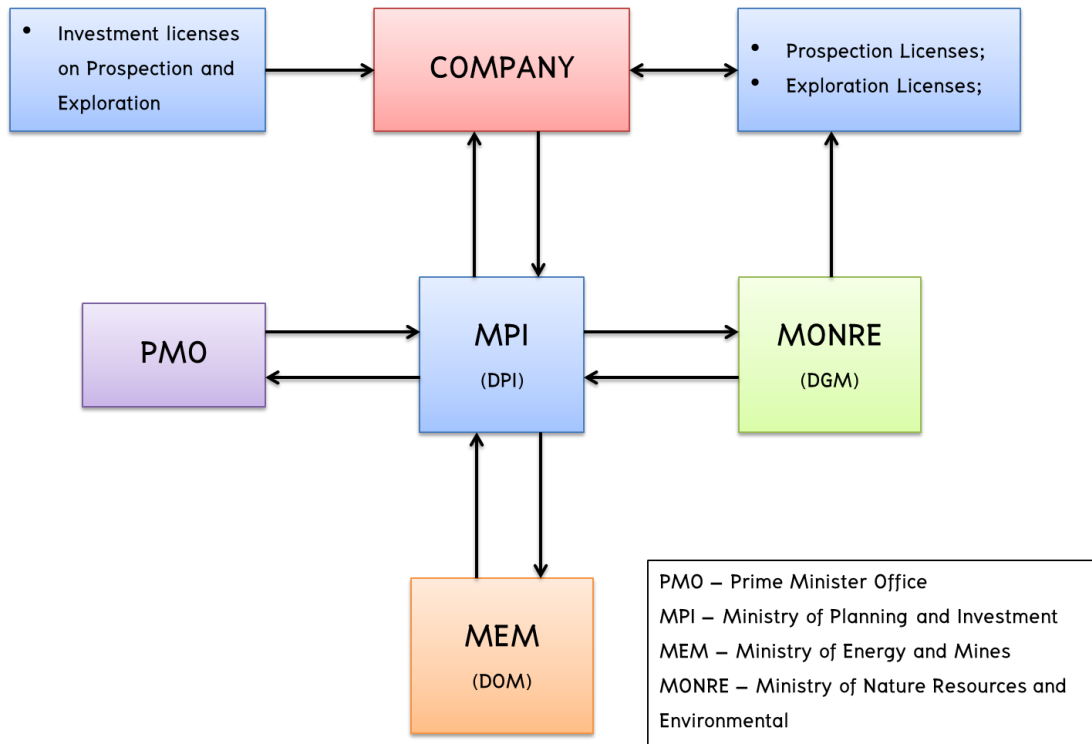 • Investment licenses
on Prospection and
Exploration
COMPANY
• Prospection Licenses;
• Exploration Licenses;
PMO
MPI
(DPI)
MONRE
(DGM)
MEM
(DOM)
PMO – Prime Minister Office
MPI – Ministry of Planning and Investment
MEM – Ministry of Energy and Mines
MONRE – Ministry of Nature Resources and
Environmental